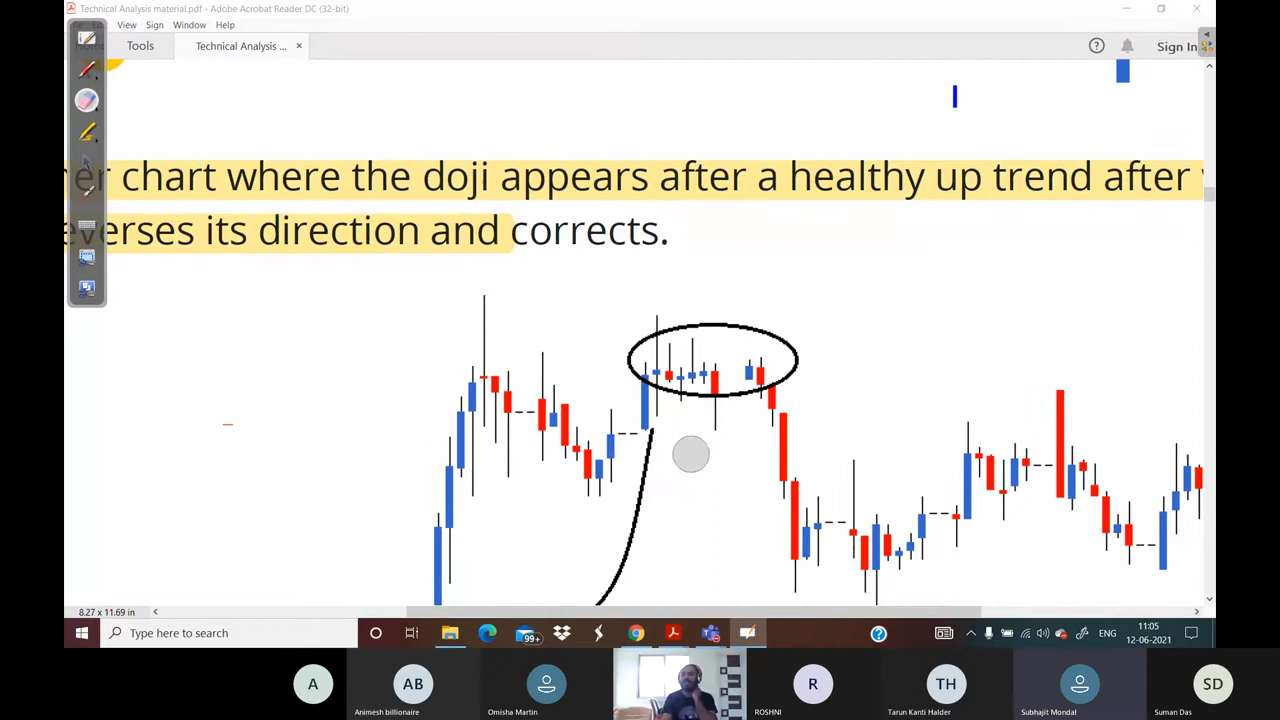 Technical Analysis material.pdf - Adobe Acrobat Reader DC (32-bit)
View Sign Window Help
Tools
Technical Analysis ... ×
Sign In
chart where the doji appears after a healthy up trend after
its direction and corrects.
8.27 x 11.69 in
Type here to search
99+
ENG
11:05
12-06-2021
A
AB
R
TH
SD
Animesh billionaire
Omisha Martin
ROSHNI
Tarun Kanti Halder
Subhajit Mondal
Suman Das